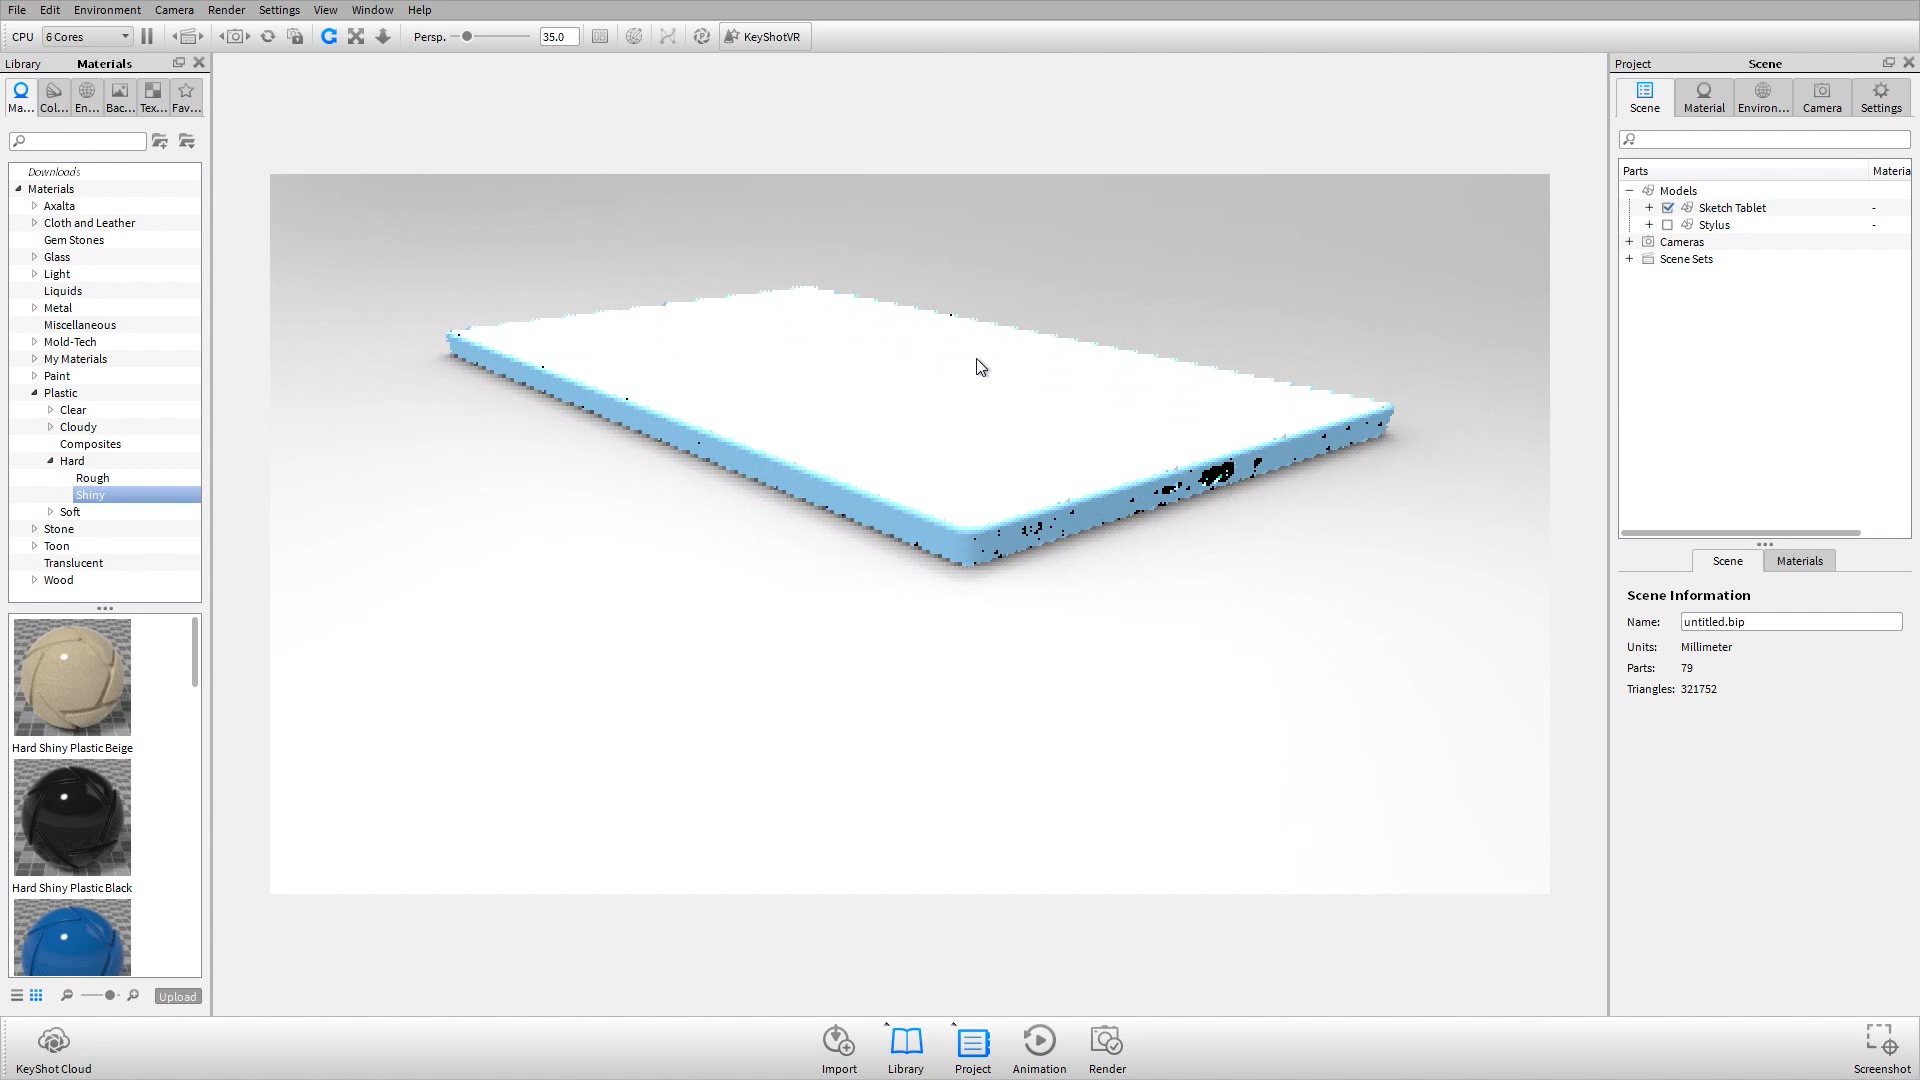 File Edit Environment Camera Render Settings View Window Help
CPU 6 Cores Persp. 35.0 KeyShotVR
Library Materials
Ma... Col... En... Bac... Tex... Fav...
Downloads
Materials
Axalta
Cloth and Leather
Gem Stones
Glass
Light
Liquids
Metal
Miscellaneous
Mold-Tech
My Materials
Paint
Plastic
Clear
Cloudy
Composites
Hard
Rough
Shiny
Soft
Stone
Toon
Translucent
Wood
Hard Shiny Plastic Beige
Hard Shiny Plastic Black
Upload
Project Scene
Scene Material Environ... Camera Settings
Parts Materia
Models
Sketch Tablet -
Stylus -
Cameras
Scene Sets
Scene Materials
Scene Information
Name: untitled.bip
Units: Millimeter
Parts: 79
Triangles: 321752
KeyShot Cloud Import Library Project Animation Render Screenshot